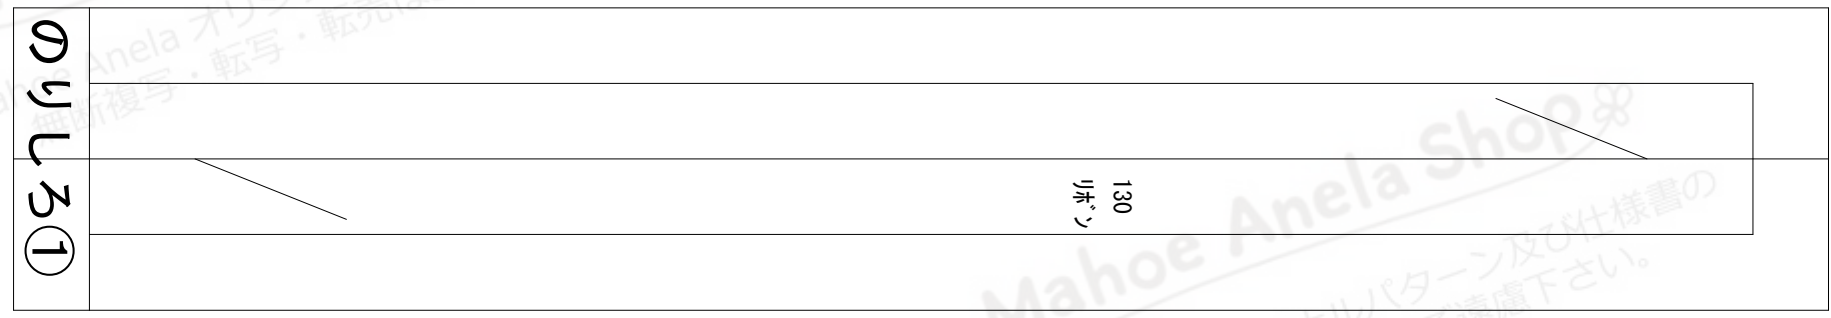 のりしろ①
130
リボン
Mahoe Anela オリジ
無断複写・転写・転売は
Mahoe Anela Shop
ルパターン及び仕様書の
ご遠慮下さい。